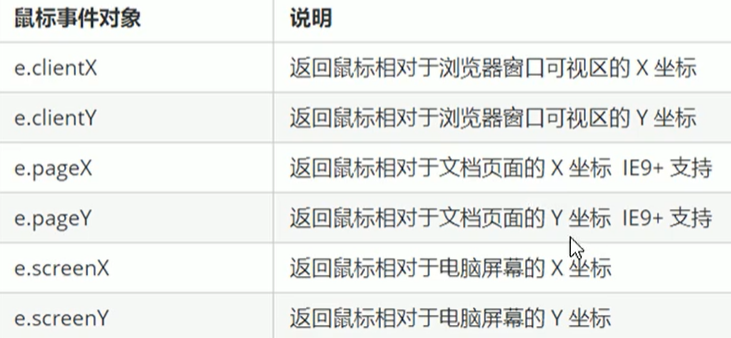 鼠标事件对象 说明
e.clientX 返回鼠标相对于浏览器窗口可视区的 X 坐标
e.clientY 返回鼠标相对于浏览器窗口可视区的 Y 坐标
e.pageX 返回鼠标相对于文档页面的 X 坐标 IE9+ 支持
e.pageY 返回鼠标相对于文档页面的 Y 坐标 IE9+ 支持
e.screenX 返回鼠标相对于电脑屏幕的 X 坐标
e.screenY 返回鼠标相对于电脑屏幕的 Y 坐标